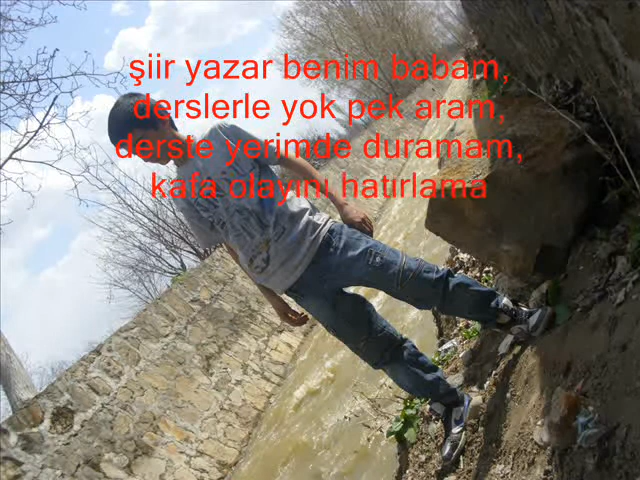 şiir yazar benim babam,
derslerle yok pek aram,
derste yerimde duramam,
kafa olayını hatırlama